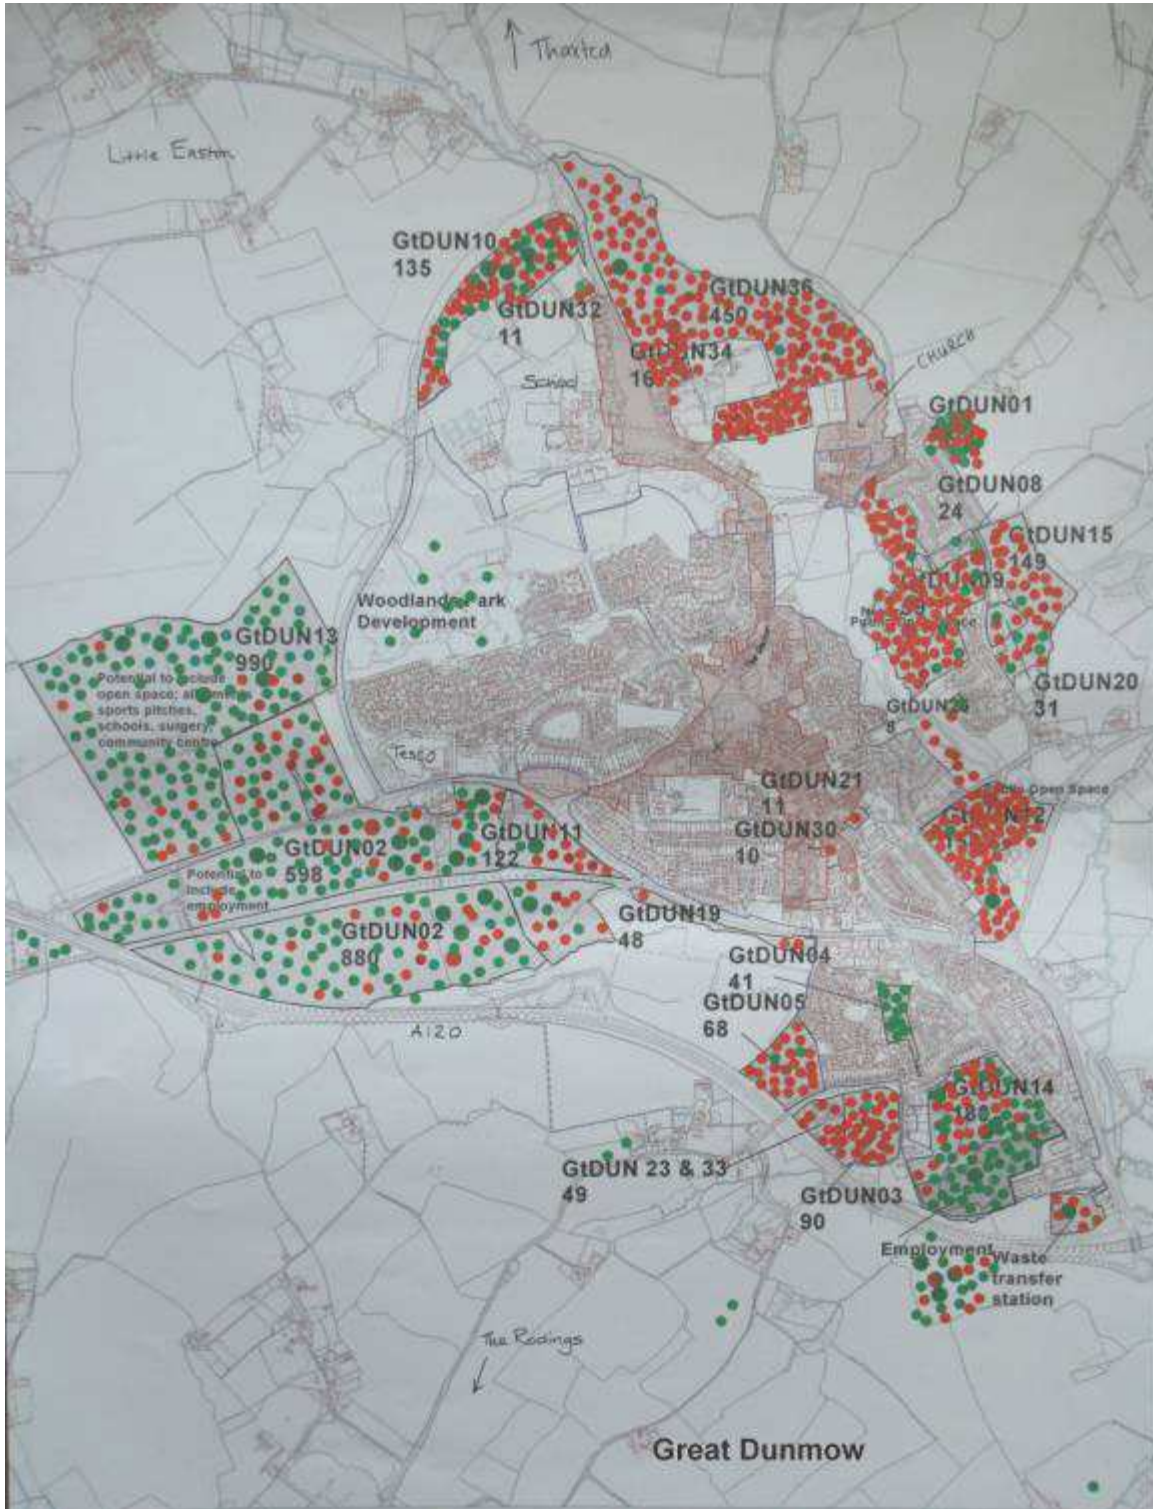 Thaxted
Little Easton
GtDUN10
135
GtDUN36
450
GtDUN32
11
GtDUN34
16
School
CHURCH
GtDUN01
GtDUN08
24
GtDUN15
149
Woodlands Park
Development
GtDUN13
990
Potential to include
open space,
sports pitches,
schools, surgery,
community centre
GtDUN20
31
8
Tesco
GtDUN21
11
Open Space
GtDUN30
10
GtDUN11
122
GtDUN02
598
Potential to
include
employment
GtDUN19
48
GtDUN02
880
GtDUN04
41
GtDUN05
68
A120
GtDUN14
GtDUN 23 & 33
49
GtDUN03
90
Employment
Waste
transfer
station
The Rodings
Great Dunmow